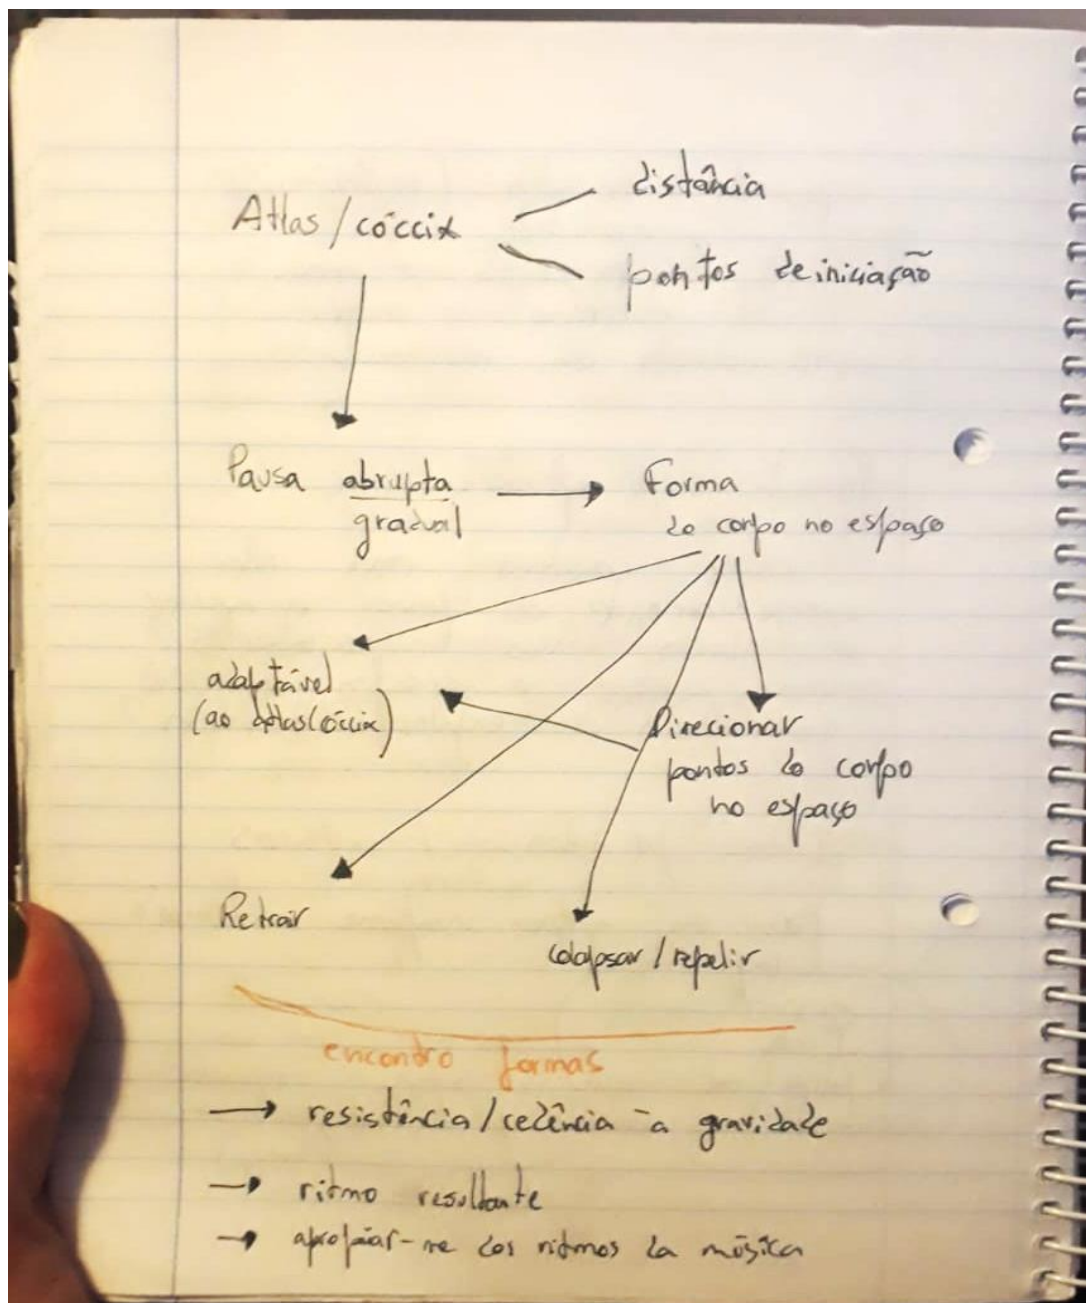 distância
Atlas/cóccix
pontos de iniciação
Pausa abrupta
gradual
Forma
do corpo no espaço
adaptável
(ao Atlas/cóccix)
Direcionar
pontos do corpo
no espaço
Retrair
colapsar / repelir
encontro formas
→ resistência/cedência à gravidade
→ ritmo resultante
→ apropiar-me dos ritmos da música